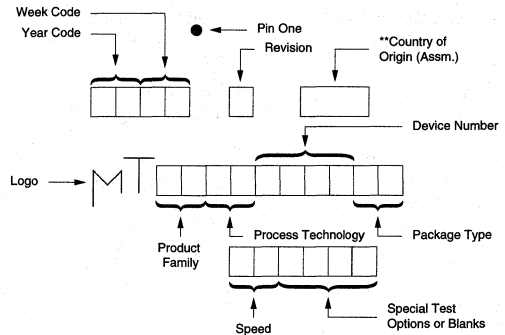 Week Code
Year Code
Pin One
Revision
**Country of
Origin (Assm.)
Device Number
Logo
MT
Product
Family
Process Technology
Package Type
Speed
Special Test
Options or Blanks